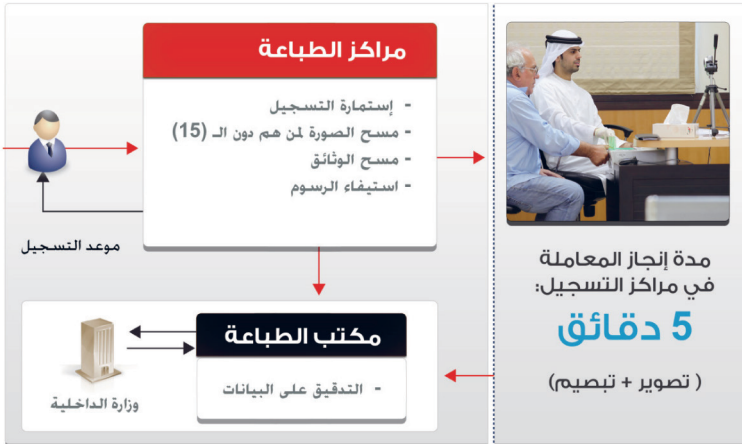 مراكز الطباعة
- إستمارة التسجيل
- مسح الصورة لمن هم دون الـ (15)
- مسح الوثائق
- استيفاء الرسوم
موعد التسجيل
مدة إنجاز المعاملة
في مراكز التسجيل:
5 دقائق
( تصوير + تبصيم)
مكتب الطباعة
- التدقيق على البيانات
وزارة الداخلية